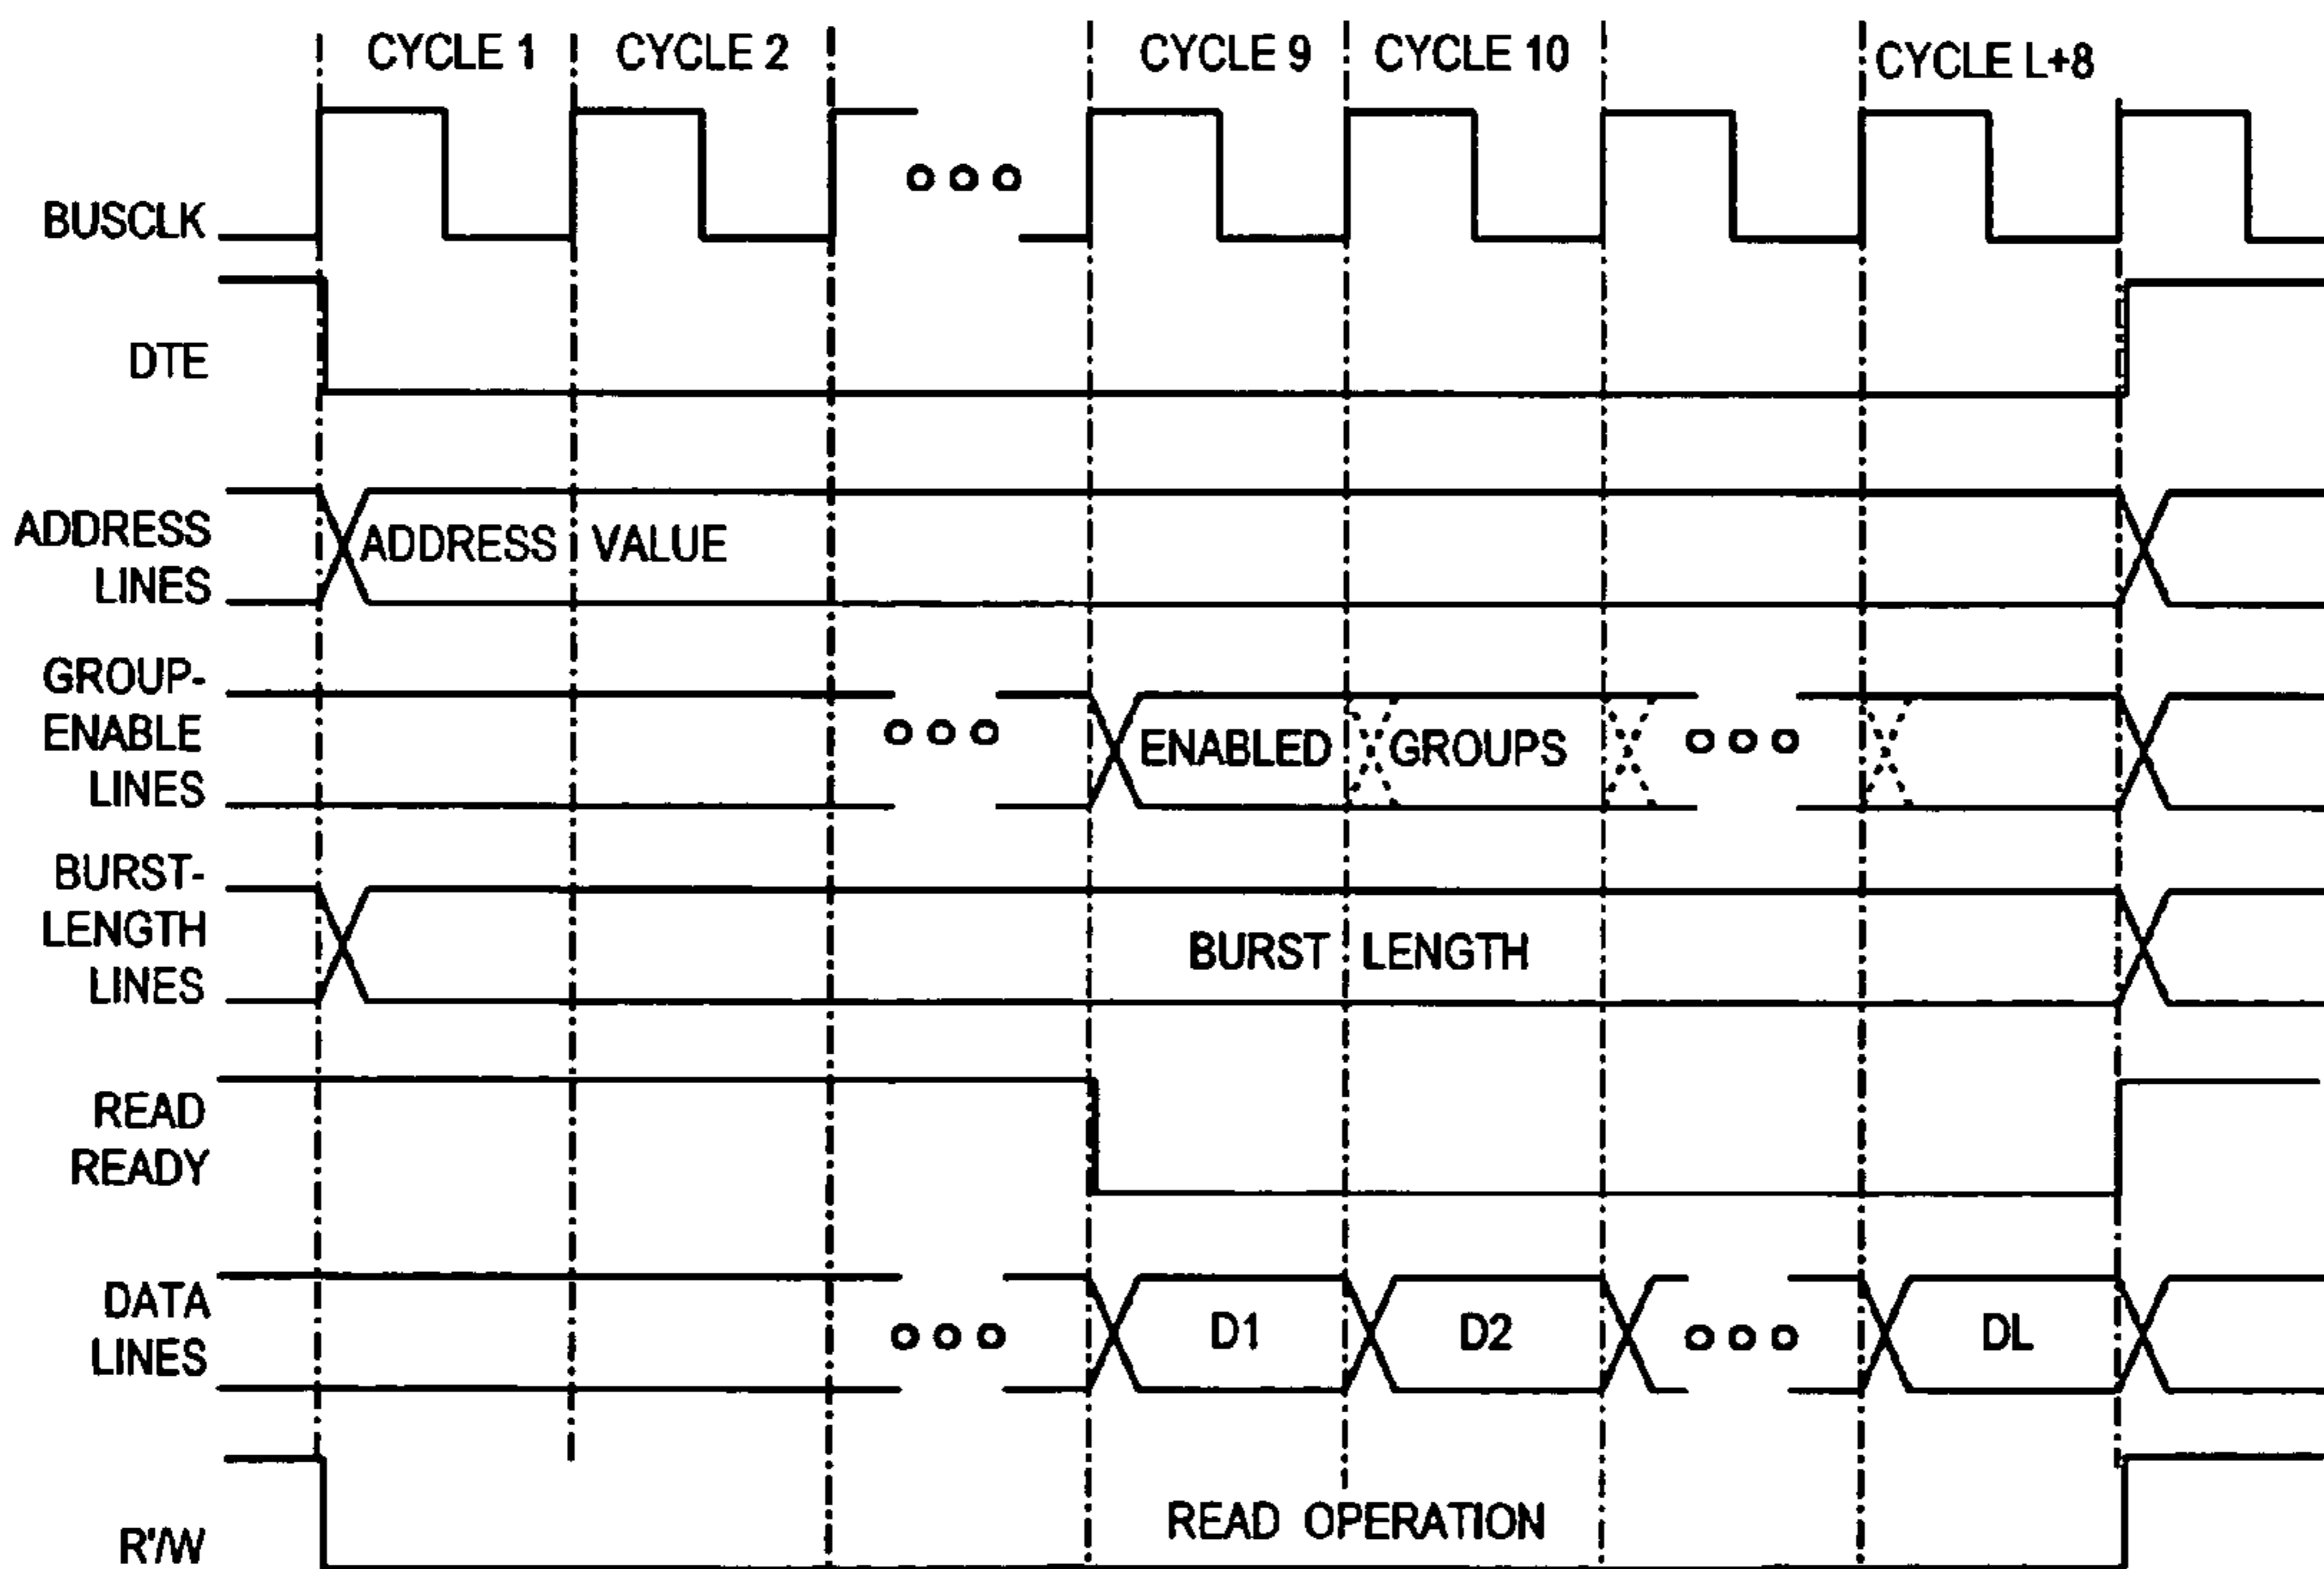 CYCLE 1 CYCLE 2 CYCLE 9 CYCLE 10 CYCLE L+8
BUSCLK
DTE
ADDRESS
LINES
ADDRESS VALUE
GROUP-
ENABLE
LINES
ENABLED GROUPS
BURST-
LENGTH
LINES
BURST LENGTH
READ
READY
DATA
LINES
D1 D2 DL
R'/W
READ OPERATION